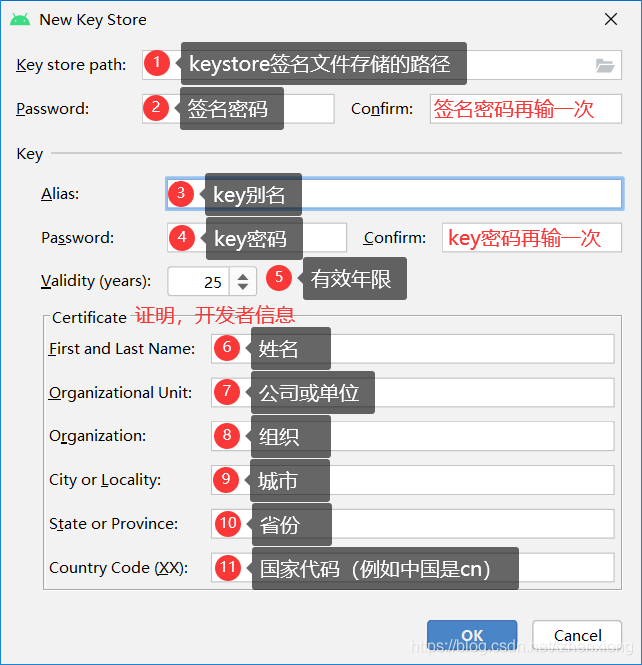 New Key Store
Key store path: 1 keystore签名文件存储的路径
Password: 2 签名密码 Confirm: 签名密码再输一次
Key
Alias: 3 key别名
Password: 4 key密码 Confirm: key密码再输一次
Validity (years): 25 5 有效年限
Certificate 证明，开发者信息
First and Last Name: 6 姓名
Organizational Unit: 7 公司或单位
Organization: 8 组织
City or Locality: 9 城市
State or Province: 10 省份
Country Code (XX): 11 国家代码（例如中国是cn）
OK Cancel